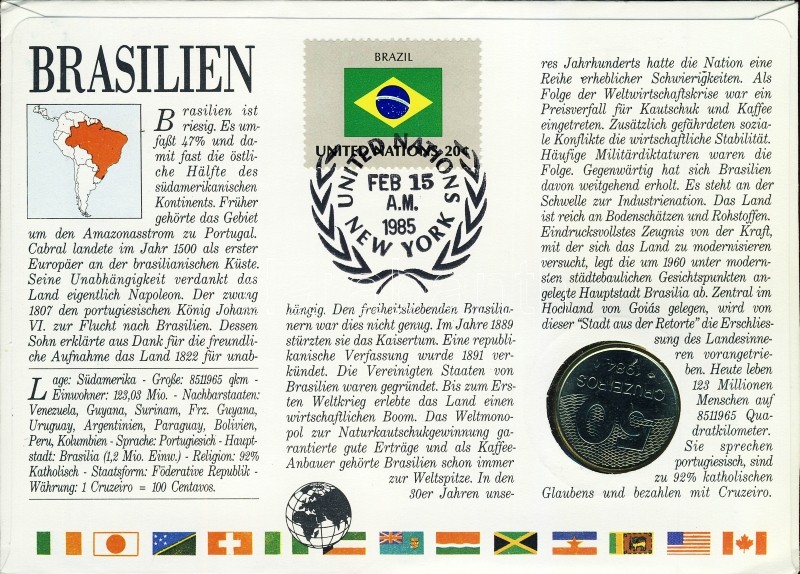 BRASILIEN
Brasilien ist
riesig. Es um-
faßt 47% und da-
mit fast die östli-
che Hälfte des
südamerikanischen
Kontinents. Früher
gehörte das Gebiet
um den Amazonasstrom zu Portugal.
Cabral landete im Jahr 1500 als erster
Europäer an der brasilianischen Küste.
Seine Unabhängigkeit verdankt das
Land eigentlich Napoleon. Der zwang
1807 den portugiesischen König Johann
VI. zur Flucht nach Brasilien. Dessen
Sohn erklärte aus Dank für die freundli-
che Aufnahme das Land 1822 für unab-
Lage: Südamerika - Große: 8511965 qkm -
Einwohner: 123,03 Mio. - Nachbarstaaten:
Venezuela, Guyana, Surinam, Frz. Guyana,
Uruguay, Argentinien, Paraguay, Bolivien,
Peru, Kolumbien - Sprache: Portugiesich - Haupt-
stadt: Brasilia (1,2 Mio. Einw.) - Religion: 92%
Katholisch - Staatsform: Föderative Republik -
Währung: 1 Cruzeiro = 100 Centavos.
BRAZIL
UNITED NATIONS 20c
UNITED NATIONS
FEB 15
A.M.
1985
NEW YORK
hängig. Den freiheitsliebenden Brasilia-
nern war dies nicht genug. Im Jahre 1889
stürzten sie das Kaisertum. Eine republi-
kanische Verfassung wurde 1891 ver-
kündet. Die Vereinigten Staaten von
Brasilien waren gegründet. Bis zum Ers-
ten Weltkrieg erlebte das Land einen
wirtschaftlichen Boom. Das Weltmono-
pol zur Naturkautschukgewinnung ga-
rantierte gute Erträge und als Kaffee-
Anbauer gehörte Brasilien schon immer
zur Weltspitze. In den
30er Jahren unse-
res Jahrhunderts hatte die Nation eine
Reihe erheblicher Schwierigkeiten. Als
Folge der Weltwirtschaftskrise war ein
Preisverfall für Kautschuk und Kaffee
eingetreten. Zusätzlich gefährdeten sozia-
le Konflikte die wirtschaftliche Stabilität.
Häufige Militärdiktaturen waren die
Folge. Gegenwärtig hat sich Brasilien
davon weitgehend erholt. Es steht an der
Schwelle zur Industrienation. Das Land
ist reich an Bodenschätzen und Rohstoffen.
Eindrucksvollstes Zeugnis von der Kraft,
mit der sich das Land zu modernisieren
versucht, legt die um 1960 unter modern-
sten städtebaulichen Gesichtspunkten an-
gelegte Hauptstadt Brasilia ab. Zentral im
Hochland von Goiás gelegen, wird von
dieser "Stadt aus der Retorte" die Erschlies-
sung des Landesinne-
ren vorangetrie-
ben. Heute leben
123 Millionen
Menschen auf
8511965 Qua-
dratkilometer.
Sie sprechen
portugiesisch, sind
zu 92% katholischen
Glaubens und bezahlen mit Cruzeiro.
50
CRUZEIROS
1984